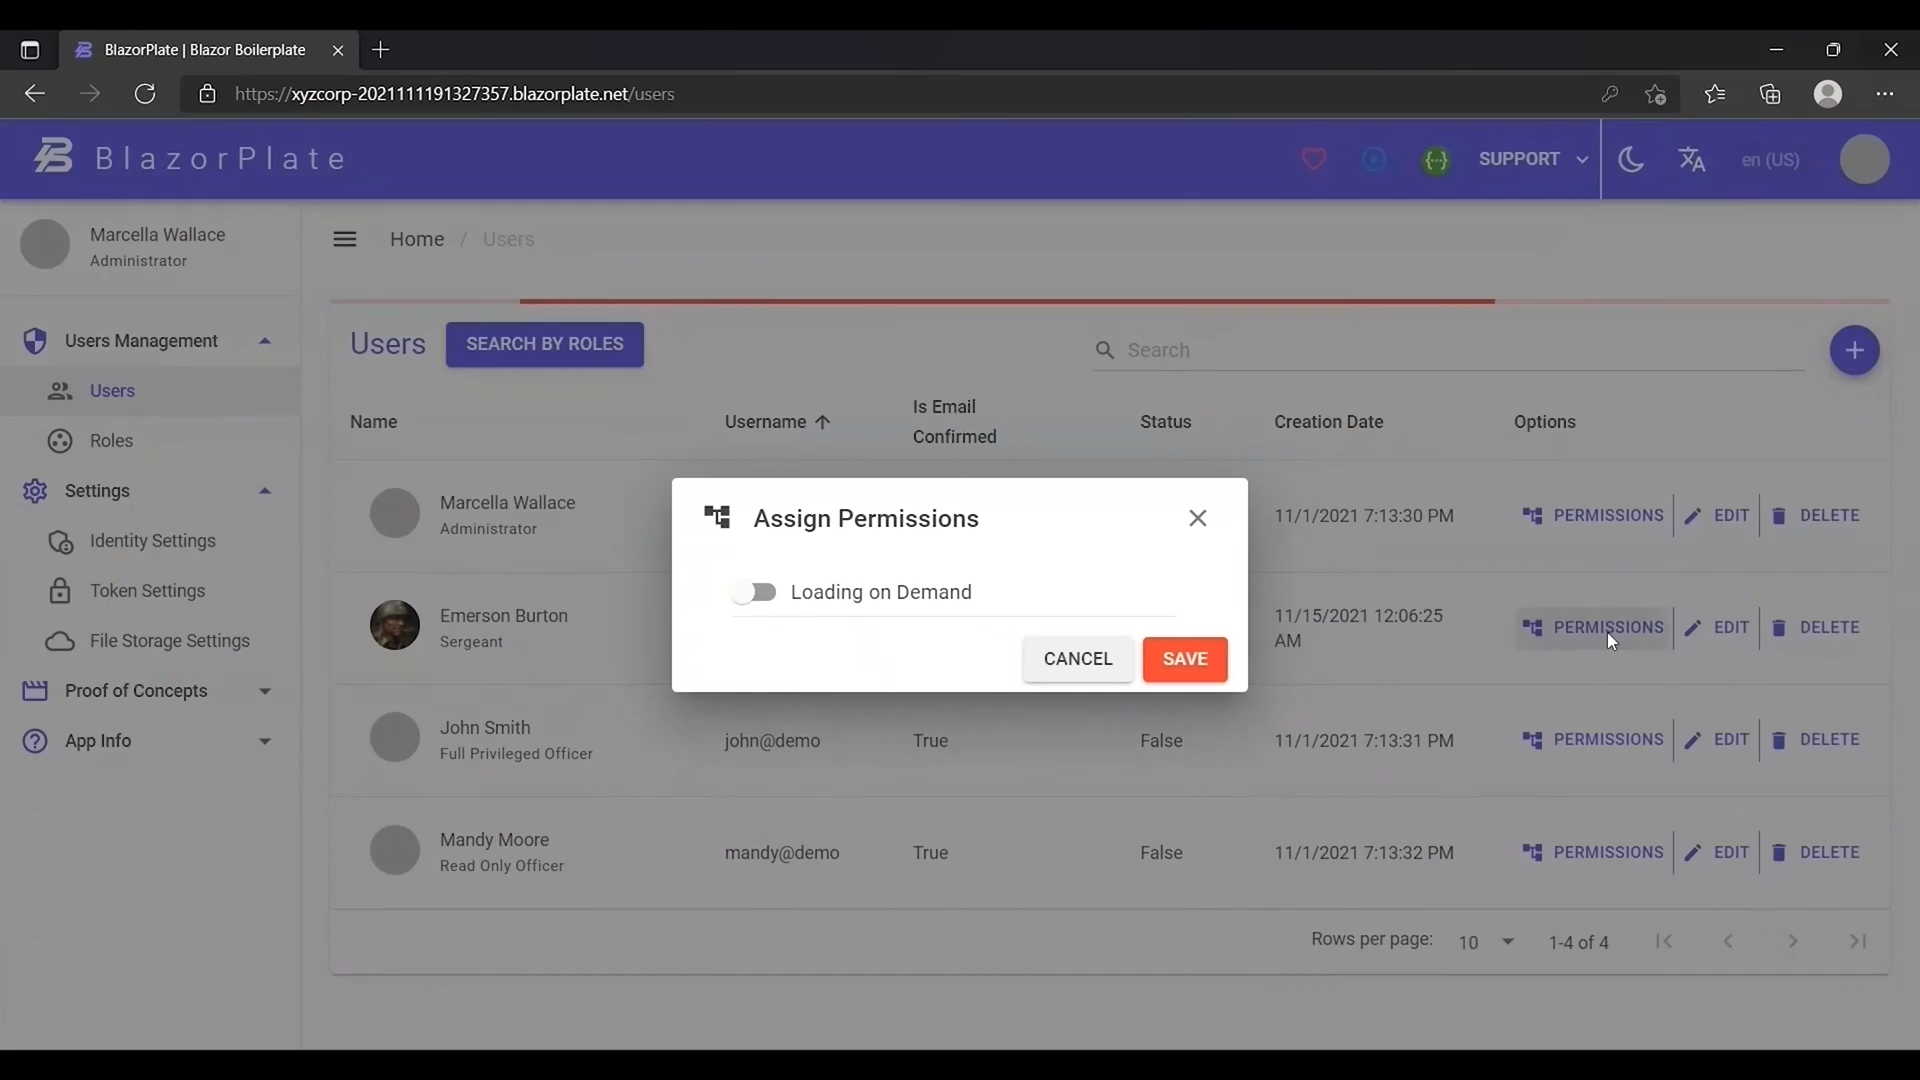 BlazorPlate | Blazor Boilerplate
https://xyzcorp-2021111191327357.blazorplate.net/users
BlazorPlate
SUPPORT
en (US)
Marcella Wallace
Administrator
Home / Users
Users Management
Users
Roles
Settings
Identity Settings
Token Settings
File Storage Settings
Proof of Concepts
App Info
Users
SEARCH BY ROLES
Search
Name
Username
Is Email
Confirmed
Status
Creation Date
Options
Marcella Wallace
Administrator
11/1/2021 7:13:30 PM
PERMISSIONS
EDIT
DELETE
Emerson Burton
Sergeant
11/15/2021 12:06:25
AM
PERMISSIONS
EDIT
DELETE
John Smith
Full Privileged Officer
john@demo
True
False
11/1/2021 7:13:31 PM
PERMISSIONS
EDIT
DELETE
Mandy Moore
Read Only Officer
mandy@demo
True
False
11/1/2021 7:13:32 PM
PERMISSIONS
EDIT
DELETE
Rows per page:
10
1-4 of 4
Assign Permissions
Loading on Demand
CANCEL
SAVE